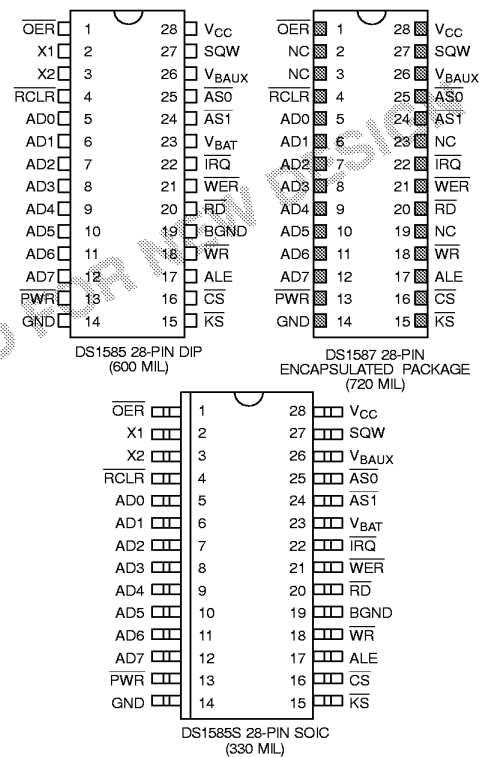 OER 1 28 VCC
X1 2 27 SQW
X2 3 26 VBAUX
RCLR 4 25 AS0
AD0 5 24 AS1
AD1 6 23 VBAT
AD2 7 22 IRQ
AD3 8 21 WER
AD4 9 20 RD
AD5 10 19 BGND
AD6 11 18 WR
AD7 12 17 ALE
PWR 13 16 CS
GND 14 15 KS
DS1585 28-PIN DIP
(600 MIL)
OER 1 28 VCC
NC 2 27 SQW
NC 3 26 VBAUX
RCLR 4 25 AS0
AD0 5 24 AS1
AD1 6 23 NC
AD2 7 22 IRQ
AD3 8 21 WER
AD4 9 20 RD
AD5 10 19 NC
AD6 11 18 WR
AD7 12 17 ALE
PWR 13 16 CS
GND 14 15 KS
DS1587 28-PIN
ENCAPSULATED PACKAGE
(720 MIL)
OER 1 28 VCC
X1 2 27 SQW
X2 3 26 VBAUX
RCLR 4 25 AS0
AD0 5 24 AS1
AD1 6 23 VBAT
AD2 7 22 IRQ
AD3 8 21 WER
AD4 9 20 RD
AD5 10 19 BGND
AD6 11 18 WR
AD7 12 17 ALE
PWR 13 16 CS
GND 14 15 KS
DS1585S 28-PIN SOIC
(330 MIL)
FOR NEW DESIGN